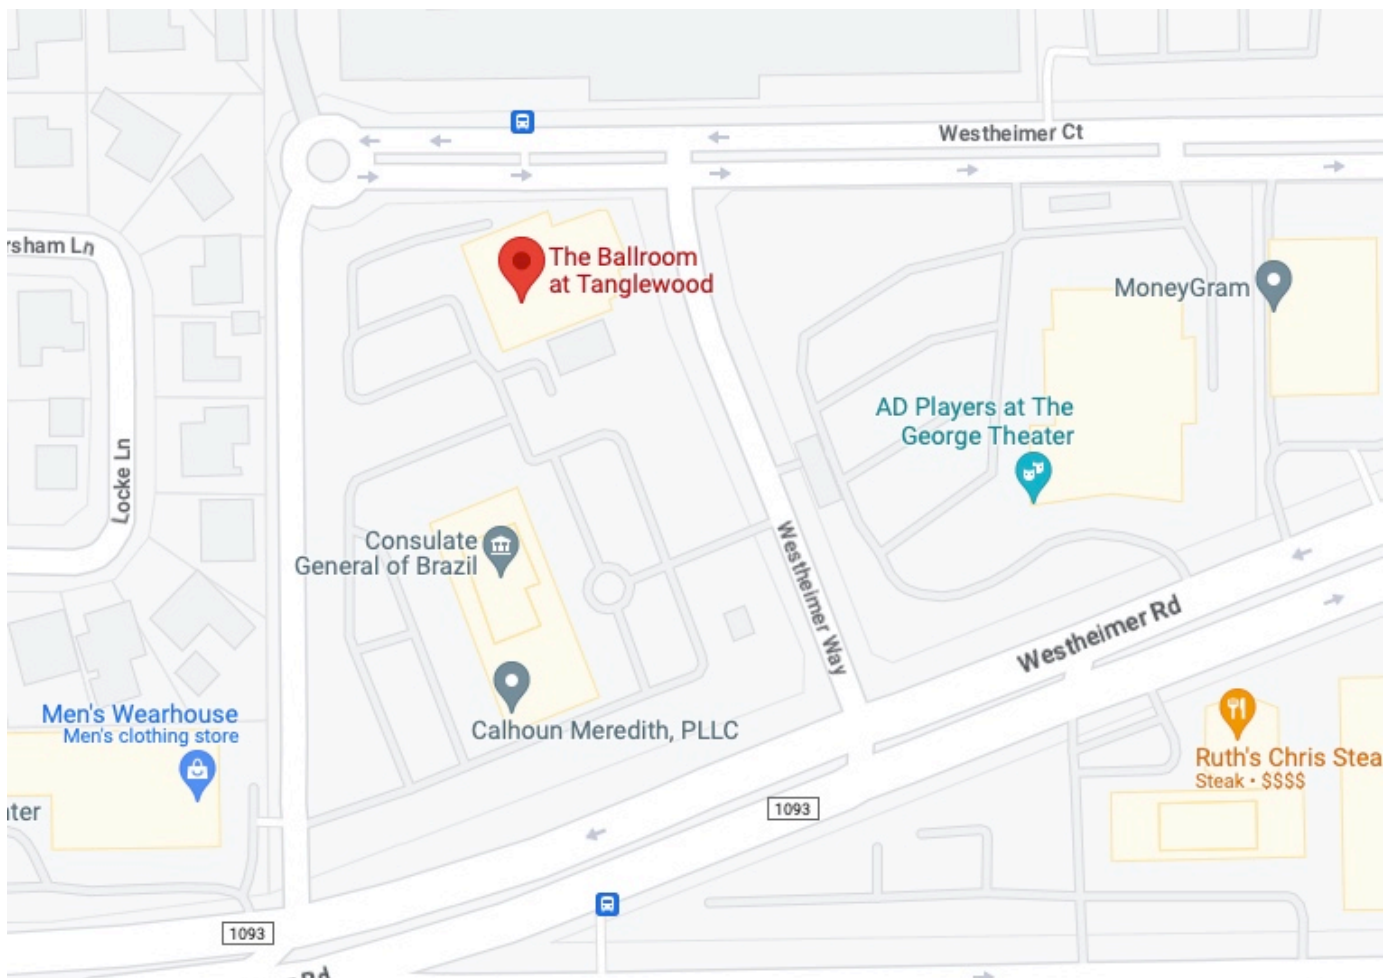 Westheimer Ct
rsham Ln
The Ballroom
at Tanglewood
MoneyGram
AD Players at The
George Theater
Locke Ln
Consulate
General of Brazil
Westheimer Way
Westheimer Rd
Men's Wearhouse
Men's clothing store
Calhoun Meredith, PLLC
Ruth's Chris Stea
Steak • $$$$
ter
1093
1093
Rd